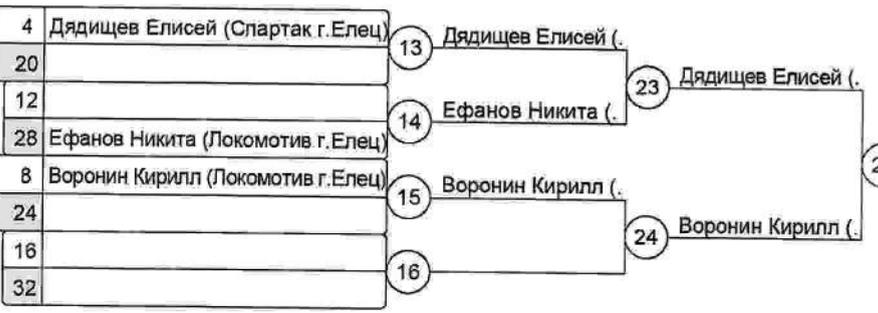 4 Дядищев Елисей (Спартак г.Елец)
20
12
28 Ефанов Никита (Локомотив г.Елец)
8 Воронин Кирилл (Локомотив г.Елец)
24
16
32
13
14
15
16
Дядищев Елисей (.
Ефанов Никита (.
Воронин Кирилл (.
23
24
Дядищев Елисей (.
Воронин Кирилл (.